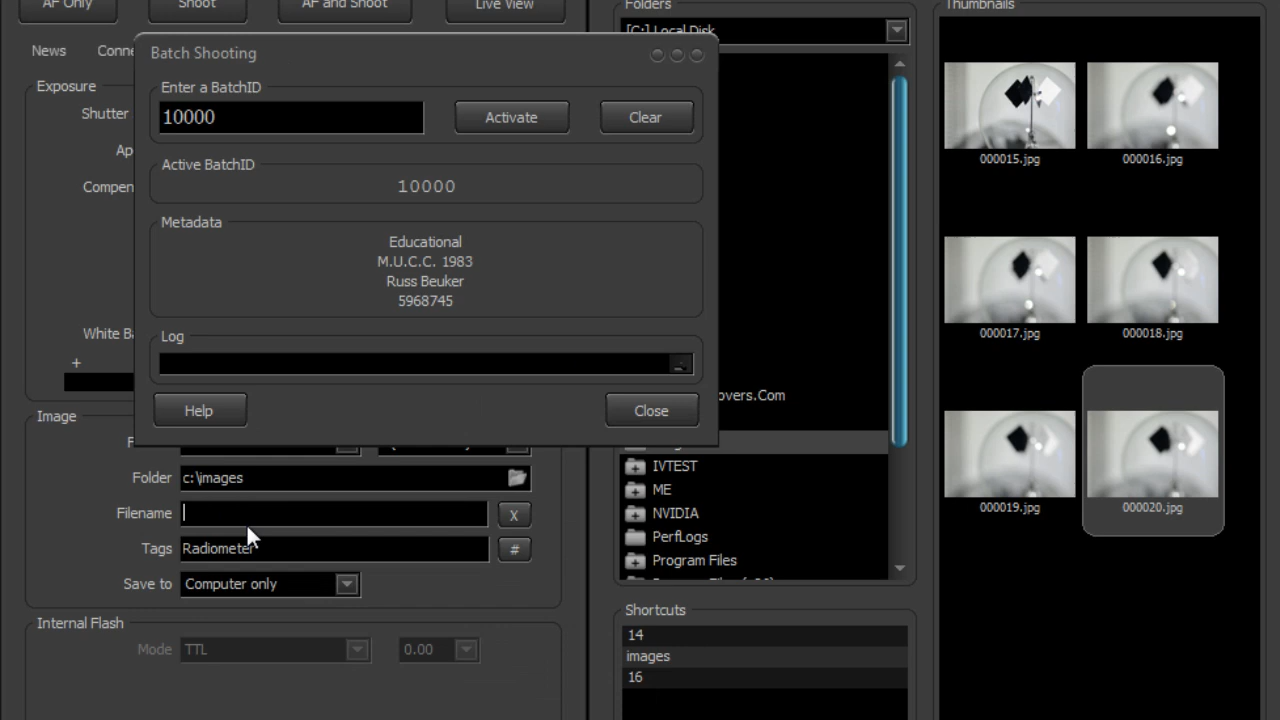 AF Only
Shoot
AF and Shoot
Live View
News
Conne
Exposure
Shutter
Ap
Compen
White Ba
+
Batch Shooting
Enter a BatchID
10000
Activate
Clear
Active BatchID
10000
Metadata
Educational
M.U.C.C. 1983
Russ Beuker
5968745
Log
Help
Close
Image
F
Folder c:\images
Filename X
Tags Radiometer #
Save to Computer only
Internal Flash
Mode TTL 0.00
Folders
[C:] Local Disk
overs.Com
IVTEST
ME
NVIDIA
PerfLogs
Program Files
Shortcuts
14
images
16
Thumbnails
000015.jpg
000016.jpg
000017.jpg
000018.jpg
000019.jpg
000020.jpg